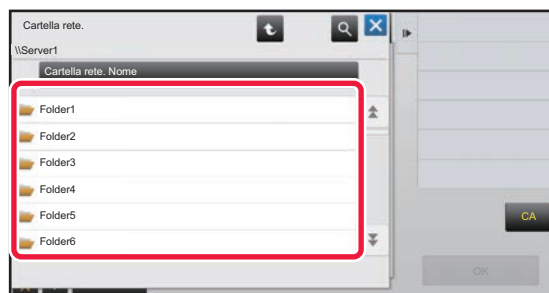 Cartella rete.
\\Server1
Cartella rete. Nome
Folder1
Folder2
Folder3
Folder4
Folder5
Folder6
CA
OK